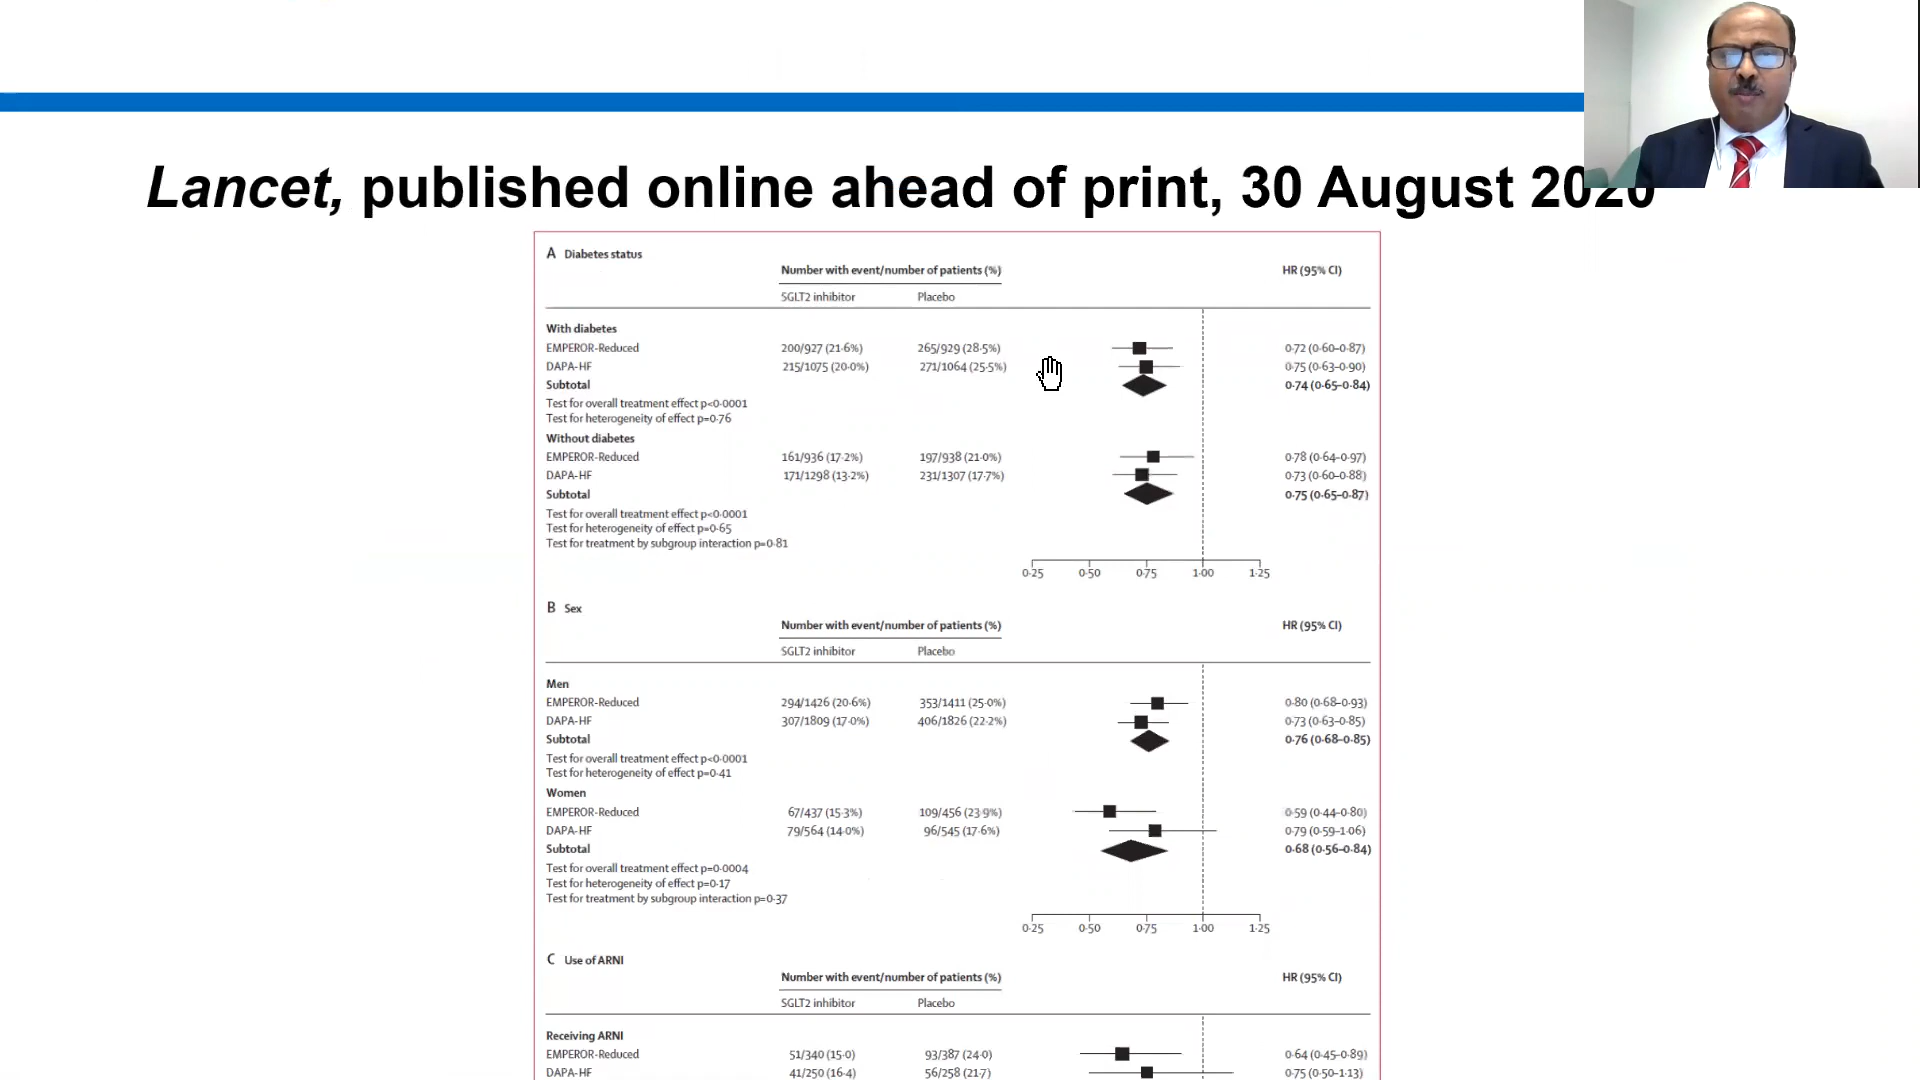 Lancet, published online ahead of print, 30 August 2020
A Diabetes status
Number with event/number of patients (%) HR (95% CI)
SGLT2 inhibitor Placebo
With diabetes
EMPEROR-Reduced 200/927 (21·6%) 265/929 (28·5%) 0·72 (0·60–0·87)
DAPA-HF 215/1075 (20·0%) 271/1064 (25·5%) 0·75 (0·63–0·90)
Subtotal 0·74 (0·65–0·84)
Test for overall treatment effect p<0·0001
Test for heterogeneity of effect p=0·76
Without diabetes
EMPEROR-Reduced 161/936 (17·2%) 197/938 (21·0%) 0·78 (0·64–0·97)
DAPA-HF 171/1298 (13·2%) 231/1307 (17·7%) 0·73 (0·60–0·88)
Subtotal 0·75 (0·65–0·87)
Test for overall treatment effect p<0·0001
Test for heterogeneity of effect p=0·65
Test for treatment by subgroup interaction p=0·81
0·25 0·50 0·75 1·00 1·25
B Sex
Number with event/number of patients (%) HR (95% CI)
SGLT2 inhibitor Placebo
Men
EMPEROR-Reduced 294/1426 (20·6%) 353/1411 (25·0%) 0·80 (0·68–0·93)
DAPA-HF 307/1809 (17·0%) 406/1826 (22·2%) 0·73 (0·63–0·85)
Subtotal 0·76 (0·68–0·85)
Test for overall treatment effect p<0·0001
Test for heterogeneity of effect p=0·41
Women
EMPEROR-Reduced 67/437 (15·3%) 109/456 (23·9%) 0·59 (0·44–0·80)
DAPA-HF 79/564 (14·0%) 96/545 (17·6%) 0·79 (0·59–1·06)
Subtotal 0·68 (0·56–0·84)
Test for overall treatment effect p=0·0004
Test for heterogeneity of effect p=0·17
Test for treatment by subgroup interaction p=0·37
0·25 0·50 0·75 1·00 1·25
C Use of ARNI
Number with event/number of patients (%) HR (95% CI)
SGLT2 inhibitor Placebo
Receiving ARNI
EMPEROR-Reduced 51/340 (15·0) 93/387 (24·0) 0·64 (0·45–0·89)
DAPA-HF 41/250 (16·4) 56/258 (21·7) 0·75 (0·50–1·13)